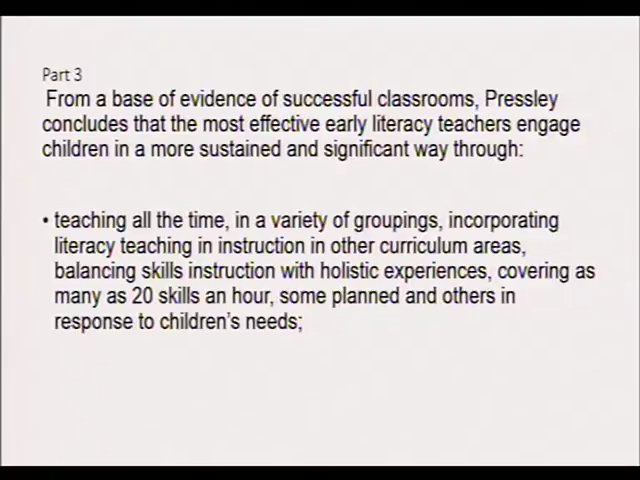 Part 3
From a base of evidence of successful classrooms, Pressley
concludes that the most effective early literacy teachers engage
children in a more sustained and significant way through:
• teaching all the time, in a variety of groupings, incorporating
literacy teaching in instruction in other curriculum areas,
balancing skills instruction with holistic experiences, covering as
many as 20 skills an hour, some planned and others in
response to children's needs;